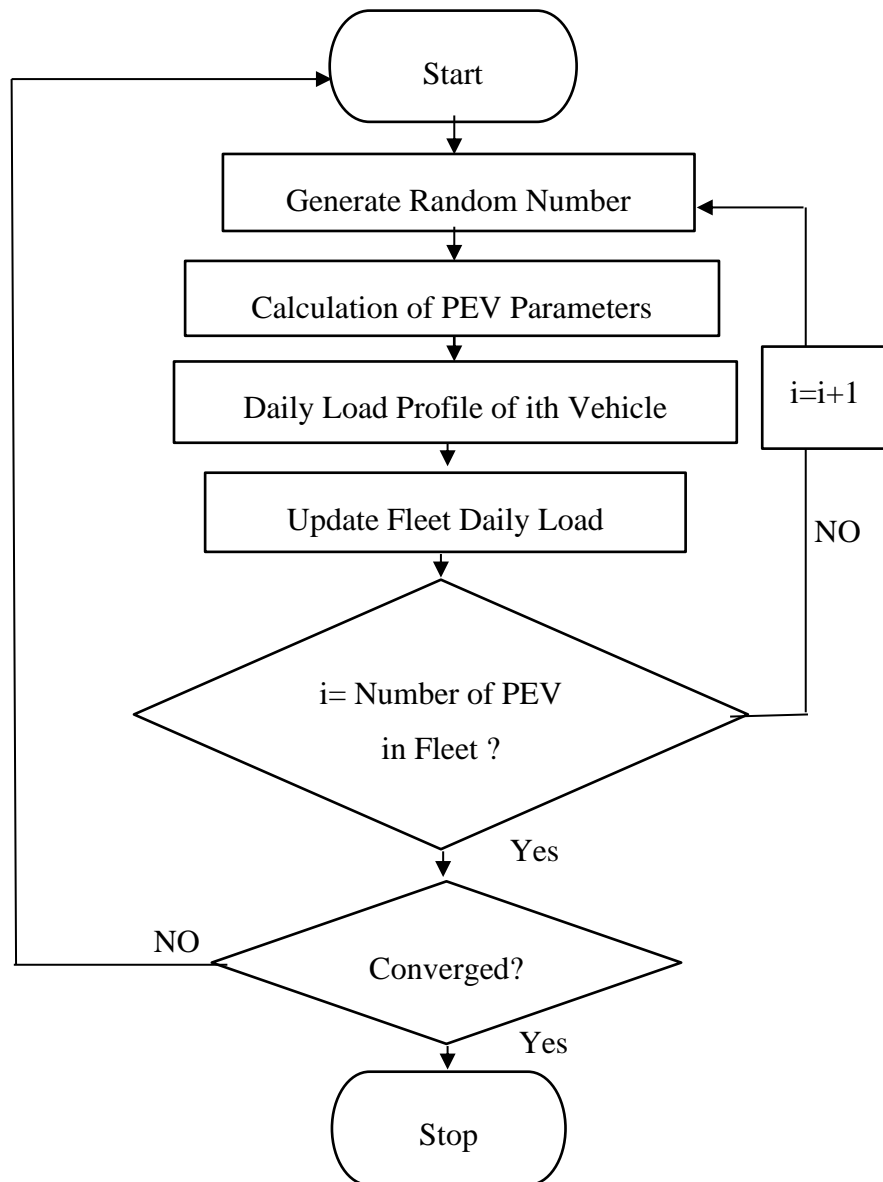 Start
Generate Random Number
Calculation of PEV Parameters
Daily Load Profile of ith Vehicle
i=i+1
Update Fleet Daily Load
NO
i= Number of PEV
in Fleet ?
Yes
NO
Converged?
Yes
Stop